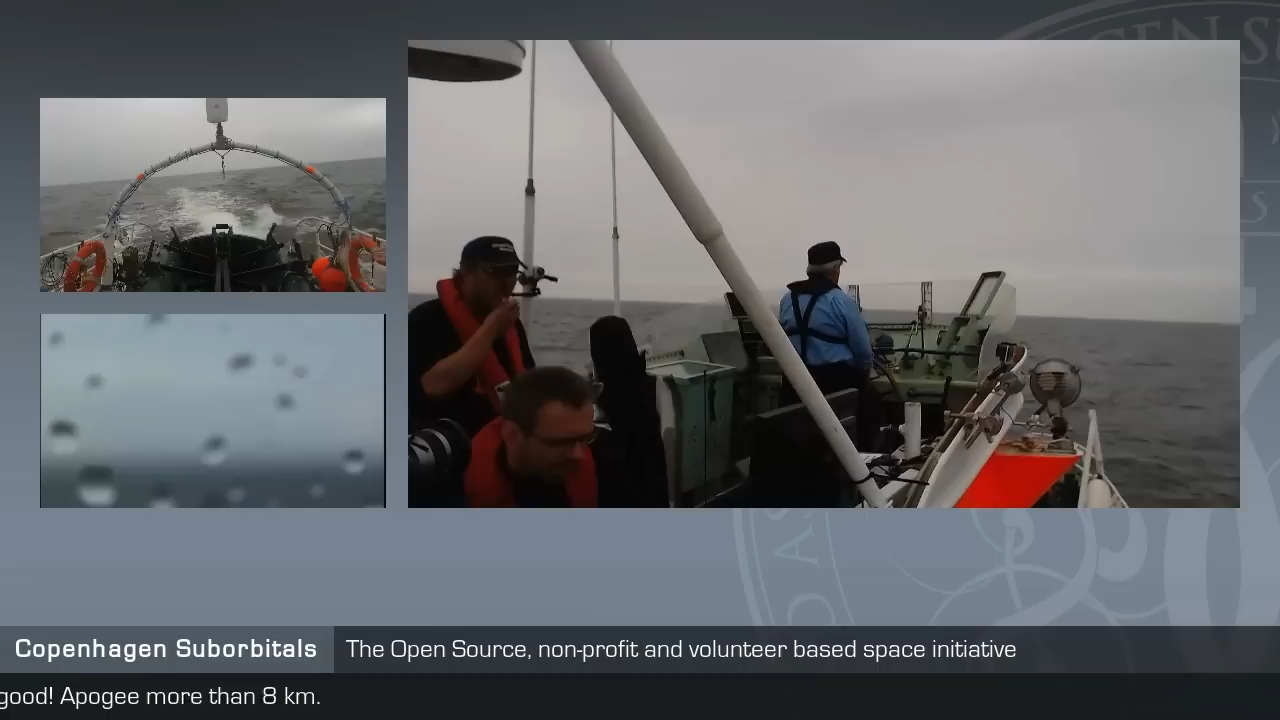 Copenhagen Suborbitals
The Open Source, non-profit and volunteer based space initiative
good! Apogee more than 8 km.